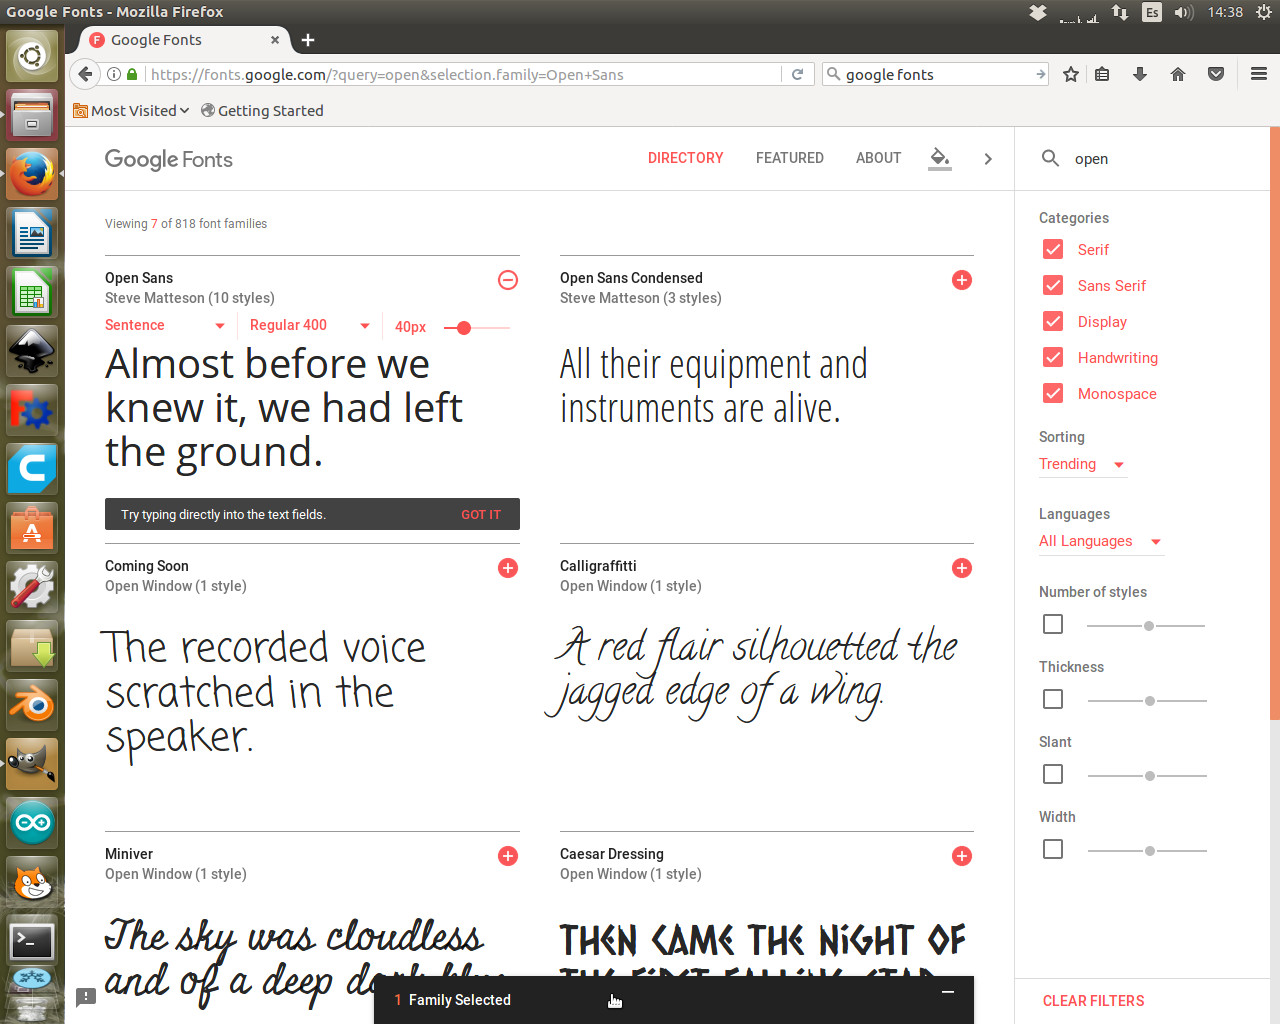 Google Fonts - Mozilla Firefox
Es
14:38
Google Fonts
https://fonts.google.com/?query=open&selection.family=Open+Sans
google fonts
Most Visited
Getting Started
Google Fonts
DIRECTORY
FEATURED
ABOUT
open
Viewing 7 of 818 font families
Open Sans
Steve Matteson (10 styles)
Sentence
Regular 400
40px
Almost before we
knew it, we had left
the ground.
Try typing directly into the text fields.
GOT IT
Open Sans Condensed
Steve Matteson (3 styles)
All their equipment and
instruments are alive.
Coming Soon
Open Window (1 style)
The recorded voice
scratched in the
speaker.
Calligraffitti
Open Window (1 style)
A red flair silhouetted the
jagged edge of a wing.
Miniver
Open Window (1 style)
The sky was cloudless
and of a deep dark blue
Caesar Dressing
Open Window (1 style)
THEN CAME THE NiGHT OF
THE FiRST FALLiNG STAR
1 Family Selected
Categories
Serif
Sans Serif
Display
Handwriting
Monospace
Sorting
Trending
Languages
All Languages
Number of styles
Thickness
Slant
Width
CLEAR FILTERS